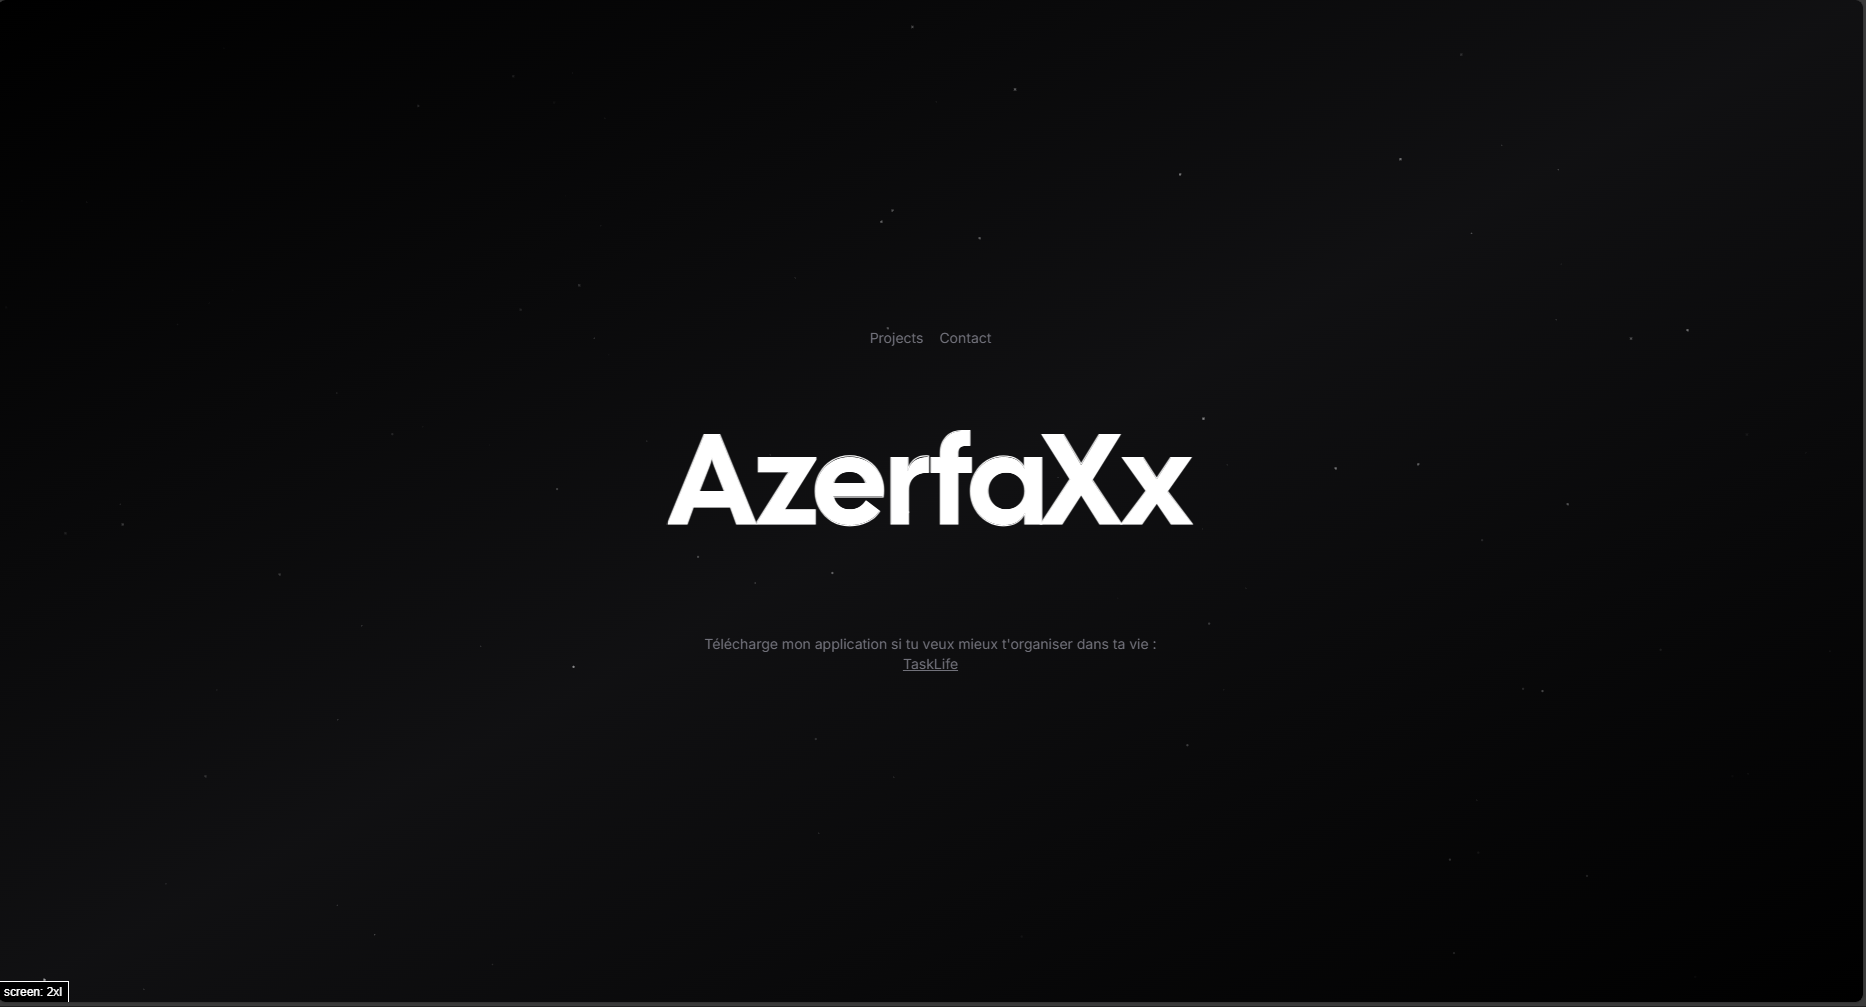 Projects Contact
AzerfaXx
Télécharge mon application si tu veux mieux t'organiser dans ta vie :
TaskLife
screen: 2xl